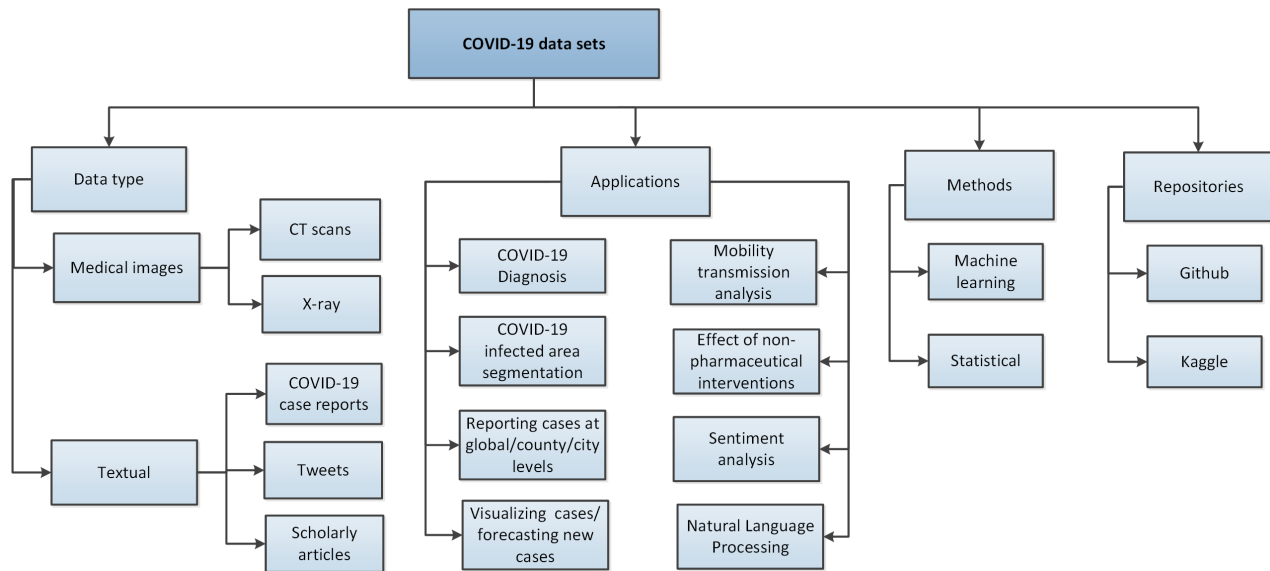 COVID-19 data sets
Data type
Medical images
CT scans
X-ray
Textual
COVID-19
case reports
Tweets
Scholarly
articles
Applications
COVID-19
Diagnosis
COVID-19
infected area
segmentation
Reporting cases at
global/county/city
levels
Visualizing cases/
forecasting new
cases
Mobility
transmission
analysis
Effect of non-
pharmaceutical
interventions
Sentiment
analysis
Natural Language
Processing
Methods
Machine
learning
Statistical
Repositories
Github
Kaggle